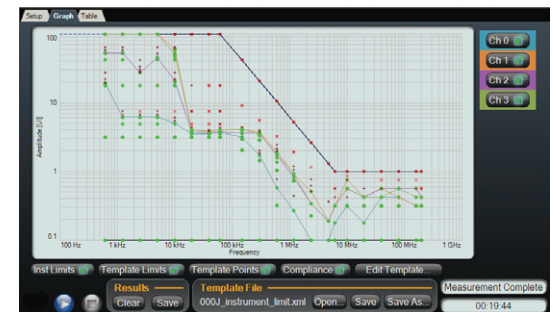 Setup Graph Table
100
10
1
0.1
Amplitude [UI]
100 Hz 1 kHz 10 kHz 100 kHz 1 MHz 10 MHz 100 MHz 1 GHz
Frequency
Ch 0
Ch 1
Ch 2
Ch 3
Inst Limits Template Limits Template Points Compliance Edit Template...
Results Template File
Clear Save 000J_instrument_limit.xml Open... Save Save As...
Measurement Complete
00:19:44